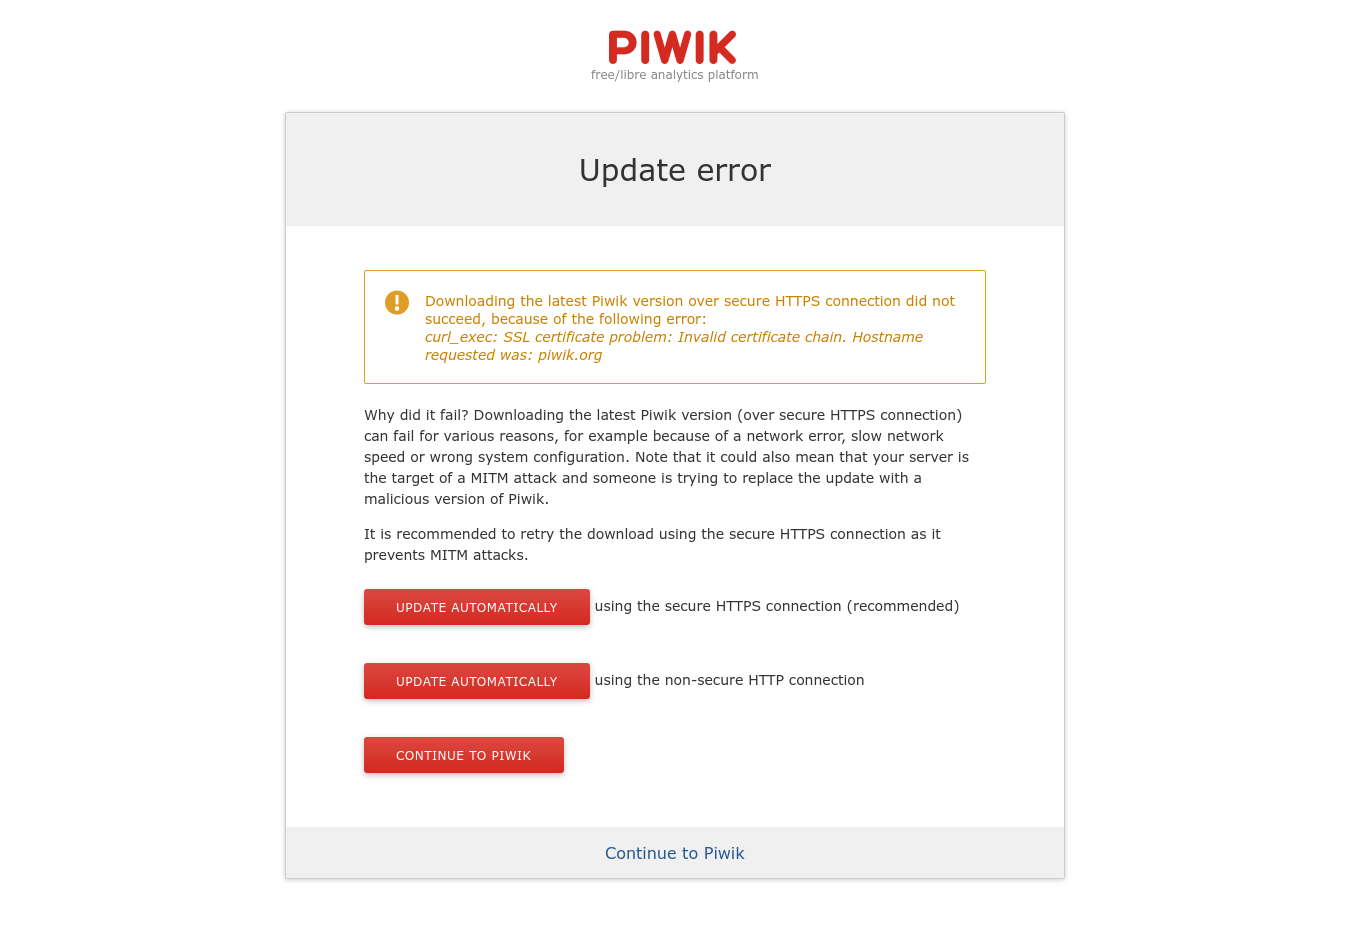 PIWIK
free/libre analytics platform
Update error
Downloading the latest Piwik version over secure HTTPS connection did not
succeed, because of the following error:
curl_exec: SSL certificate problem: Invalid certificate chain. Hostname
requested was: piwik.org
Why did it fail? Downloading the latest Piwik version (over secure HTTPS connection)
can fail for various reasons, for example because of a network error, slow network
speed or wrong system configuration. Note that it could also mean that your server is
the target of a MITM attack and someone is trying to replace the update with a
malicious version of Piwik.
It is recommended to retry the download using the secure HTTPS connection as it
prevents MITM attacks.
UPDATE AUTOMATICALLY using the secure HTTPS connection (recommended)
UPDATE AUTOMATICALLY using the non-secure HTTP connection
CONTINUE TO PIWIK
Continue to Piwik